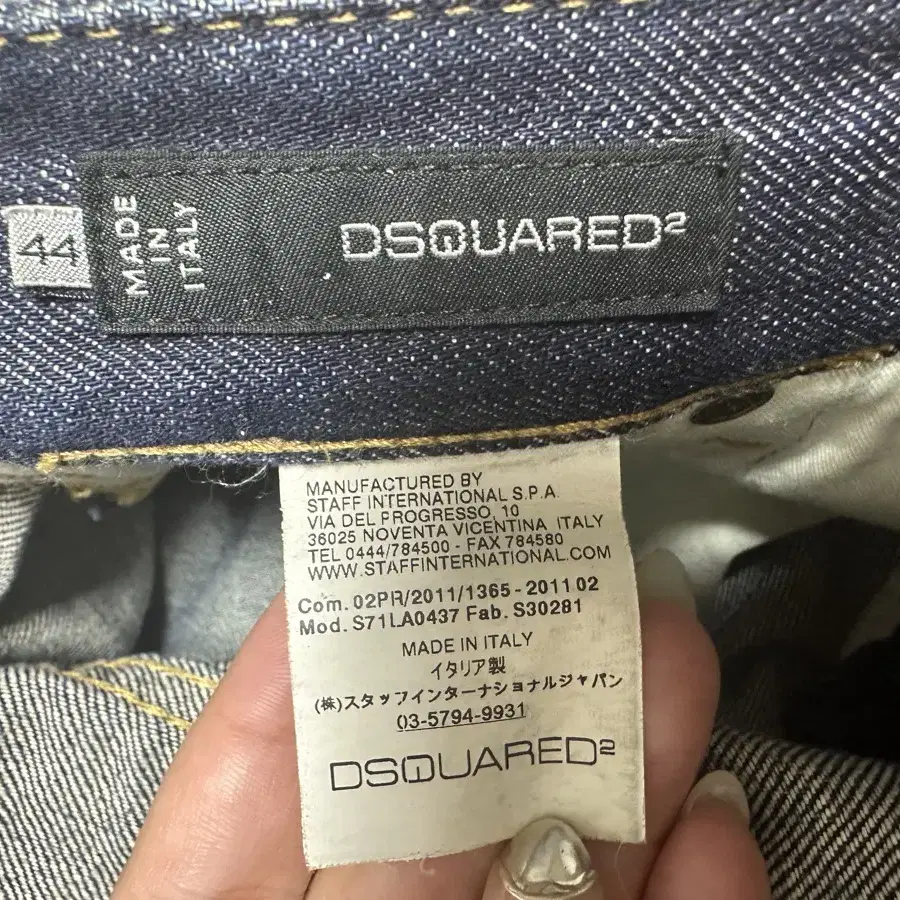 44
MADE
IN
ITALY
DSQUARED2
MANUFACTURED BY
STAFF INTERNATIONAL S.P.A.
VIA DEL PROGRESSO, 10
36025 NOVENTA VICENTINA ITALY
TEL 0444/784500 - FAX 784580
WWW.STAFFINTERNATIONAL.COM
Com. 02PR/2011/1365 - 2011 02
Mod. S71LA0437 Fab. S30281
MADE IN ITALY
イタリア製
(株)スタッフインターナショナルジャパン
03-5794-9931
DSQUARED2